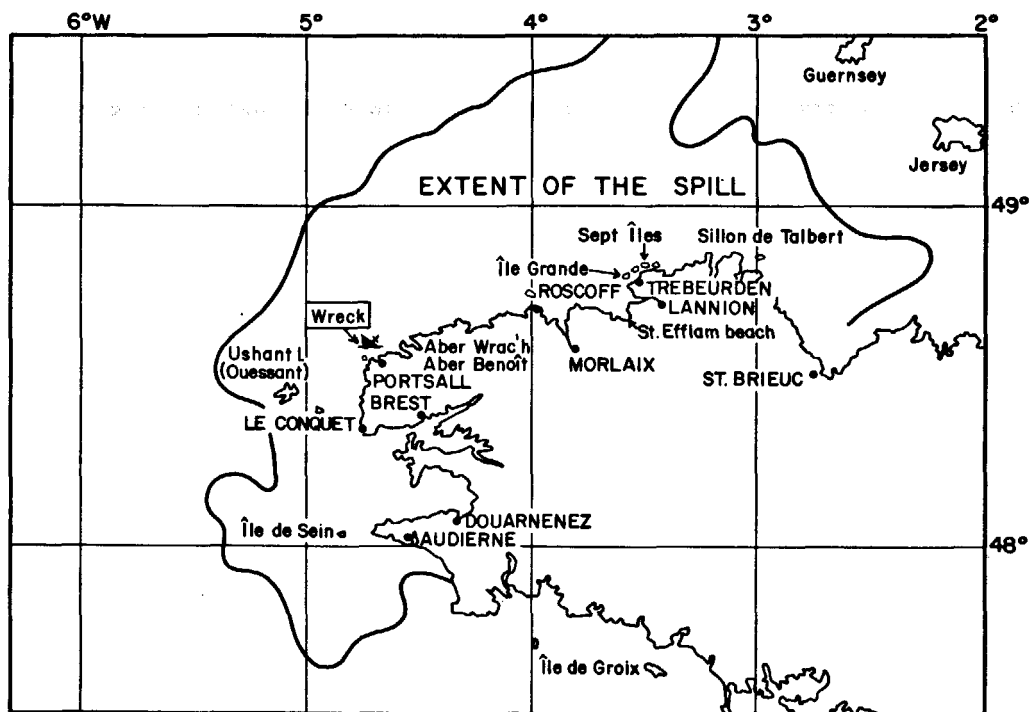 6°W
5°
4°
3°
2°
Guernsey
Jersey
EXTENT OF THE SPILL
49°
Sept Îles
Sillon de Talbert
Île Grande
ROSCOFF
TREBEURDEN
LANNION
Wreck
St. Efflam beach
Aber Wrac'h
Ushant I.
(Ouessant)
Aber Benoît
MORLAIX
PORTSALL
ST. BRIEUC
BREST
LE CONQUET
DOUARNENEZ
Île de Sein
AUDIERNE
48°
Île de Groix